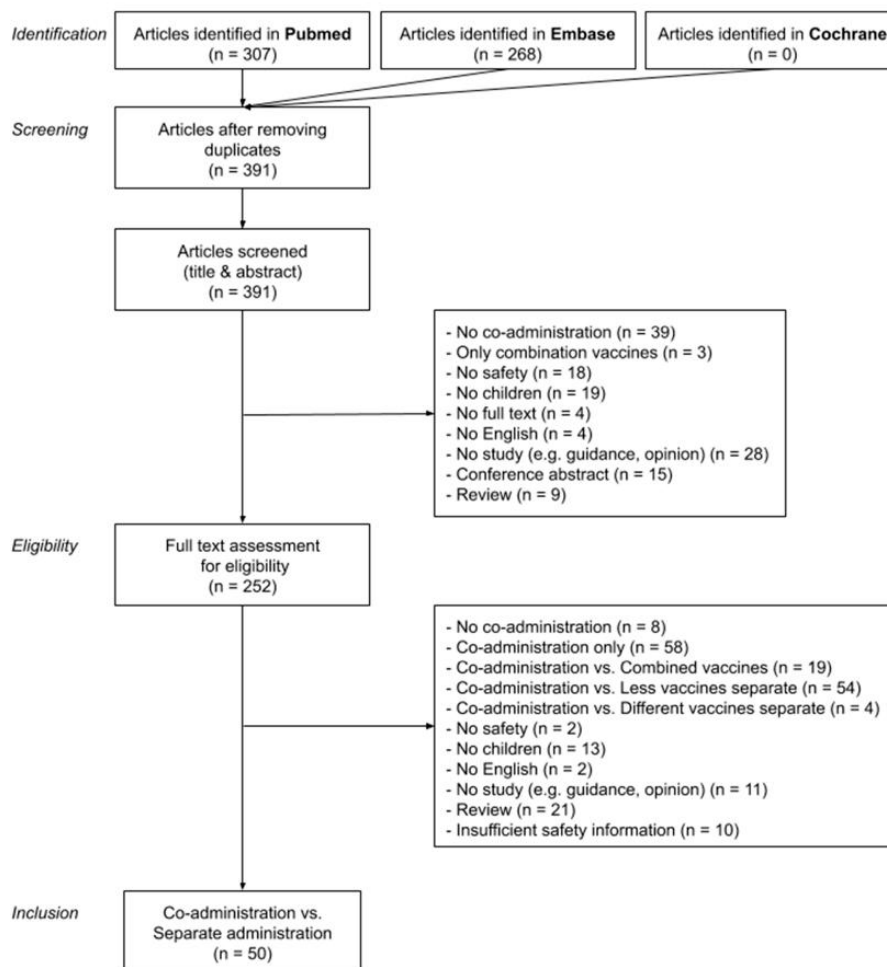 Identification
Articles identified in Pubmed
(n = 307)
Articles identified in Embase
(n = 268)
Articles identified in Cochrane
(n = 0)
Screening
Articles after removing
duplicates
(n = 391)
Articles screened
(title & abstract)
(n = 391)
- No co-administration (n = 39)
- Only combination vaccines (n = 3)
- No safety (n = 18)
- No children (n = 19)
- No full text (n = 4)
- No English (n = 4)
- No study (e.g. guidance, opinion) (n = 28)
- Conference abstract (n = 15)
- Review (n = 9)
Eligibility
Full text assessment
for eligibility
(n = 252)
- No co-administration (n = 8)
- Co-administration only (n = 58)
- Co-administration vs. Combined vaccines (n = 19)
- Co-administration vs. Less vaccines separate (n = 54)
- Co-administration vs. Different vaccines separate (n = 4)
- No safety (n = 2)
- No children (n = 13)
- No English (n = 2)
- No study (e.g. guidance, opinion) (n = 11)
- Review (n = 21)
- Insufficient safety information (n = 10)
Inclusion
Co-administration vs.
Separate administration
(n = 50)